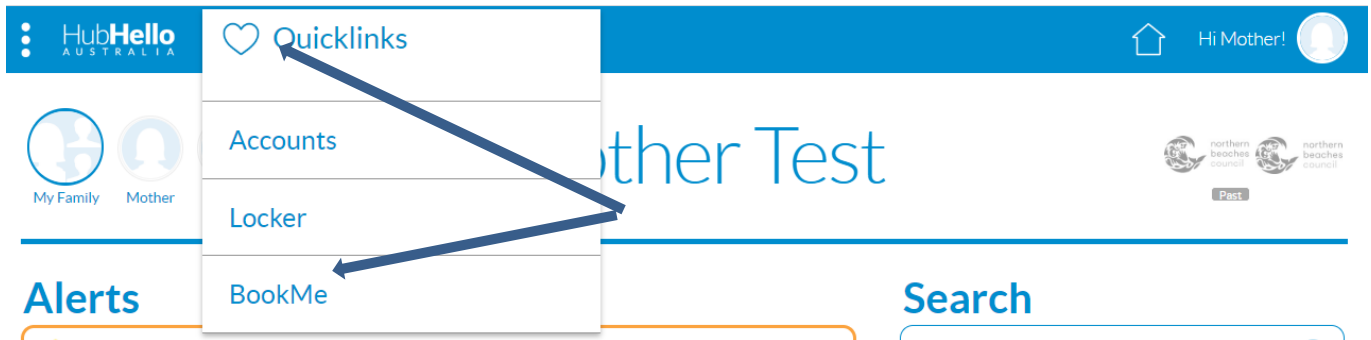 HubHello
AUSTRALIA
Quicklinks
Hi Mother!
Accounts
Locker
BookMe
My Family
Mother
ther Test
northern
beaches
council
northern
beaches
council
Past
Alerts
Search